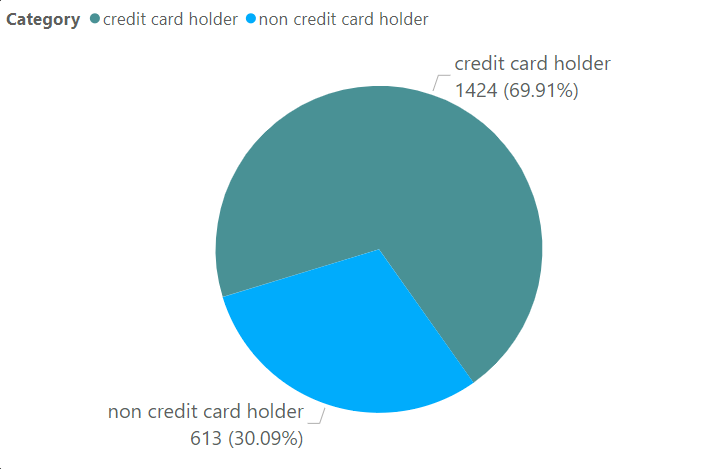 Category credit card holder non credit card holder
credit card holder
1424 (69.91%)
non credit card holder
613 (30.09%)